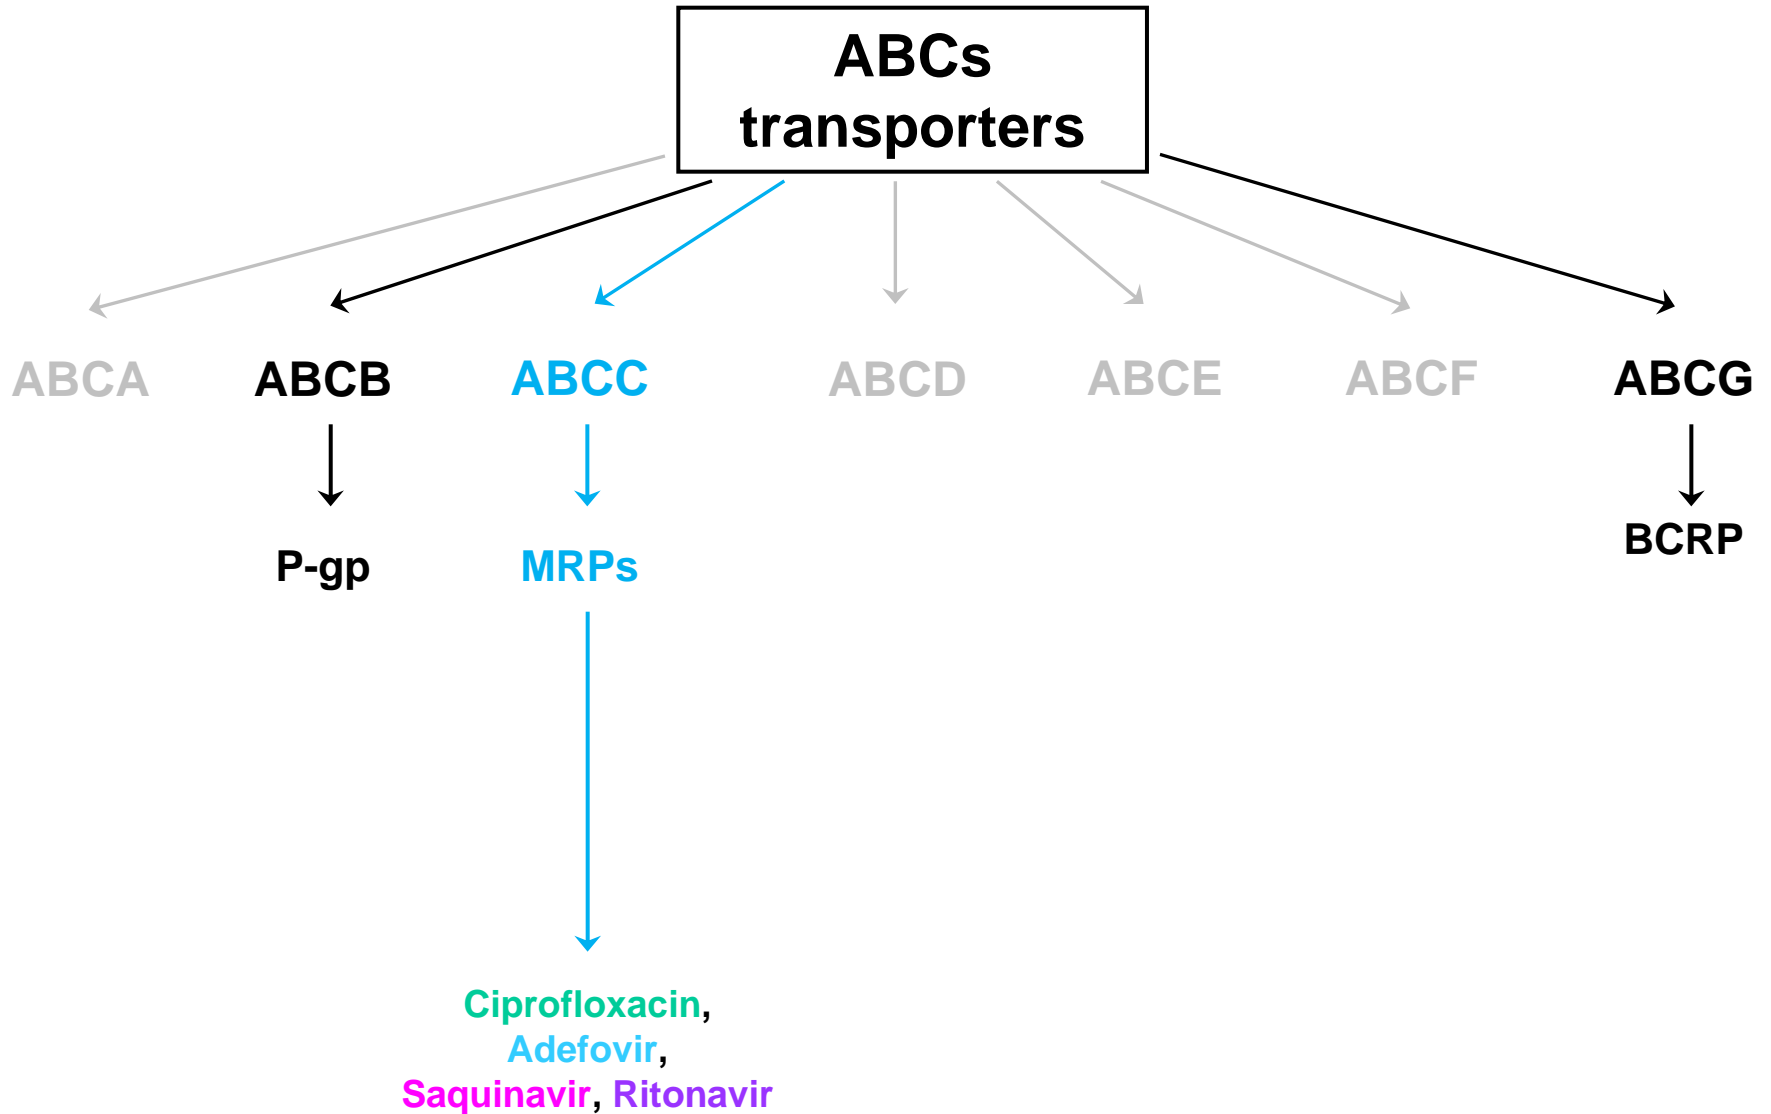 ABCs
transporters
ABCA ABCB ABCC ABCD ABCE ABCF ABCG
P-gp MRPs BCRP
Ciprofloxacin,
Adefovir,
Saquinavir, Ritonavir